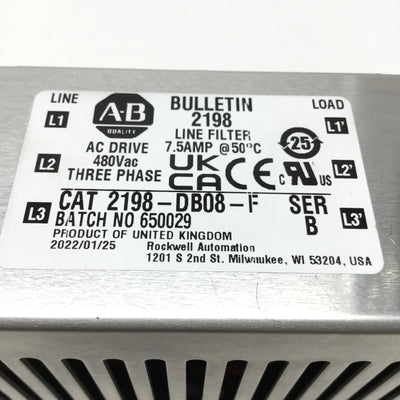 LINE A-B QUALITY BULLETIN 2198 LOAD
L1 LINE FILTER L1'
AC DRIVE 7.5AMP @50°C 25
L2 480Vac UK CA CE c RU us L2'
THREE PHASE
L3 CAT 2198-DB08-F SER B L3'
BATCH NO 650029
PRODUCT OF UNITED KINGDOM
2022/01/25 Rockwell Automation
1201 S 2nd St. Milwaukee, WI 53204, USA